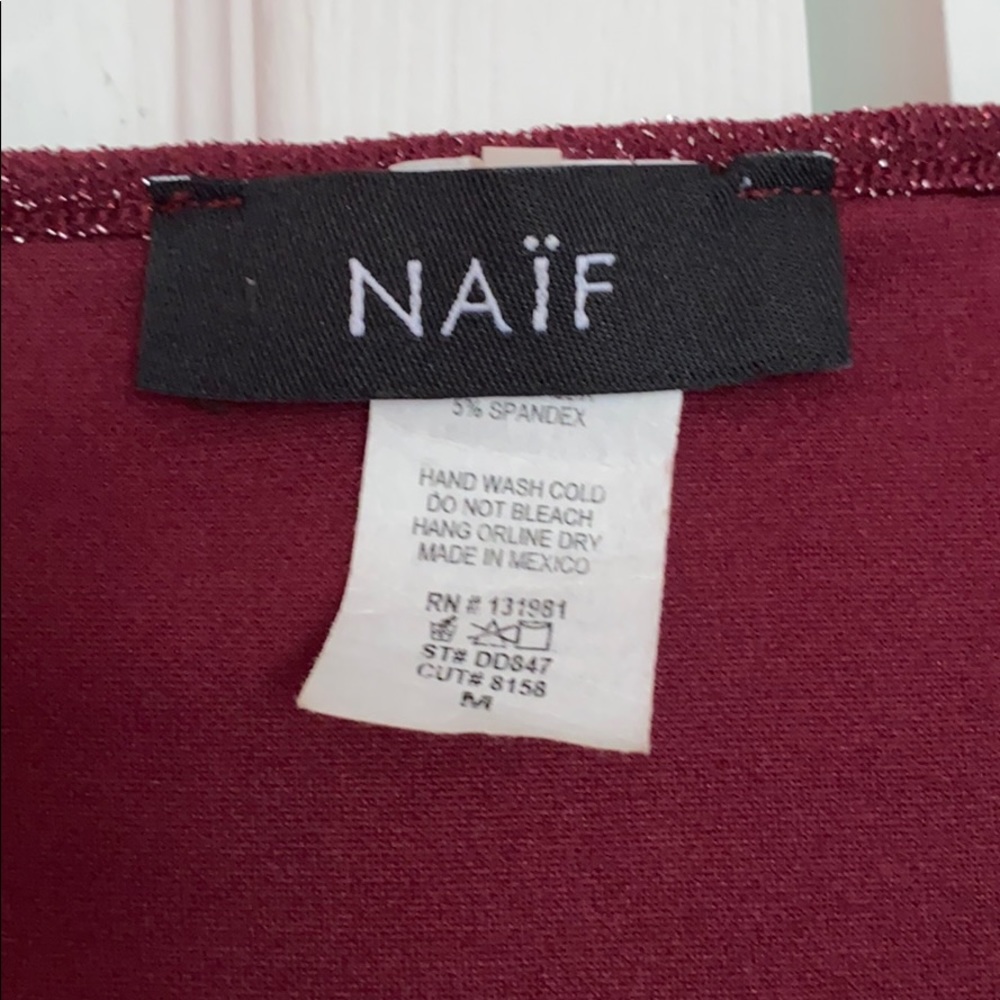 NAÏF
5% SPANDEX
HAND WASH COLD
DO NOT BLEACH
HANG ORLINE DRY
MADE IN MEXICO
RN # 131981
ST# DD847
CUT# 8158
M